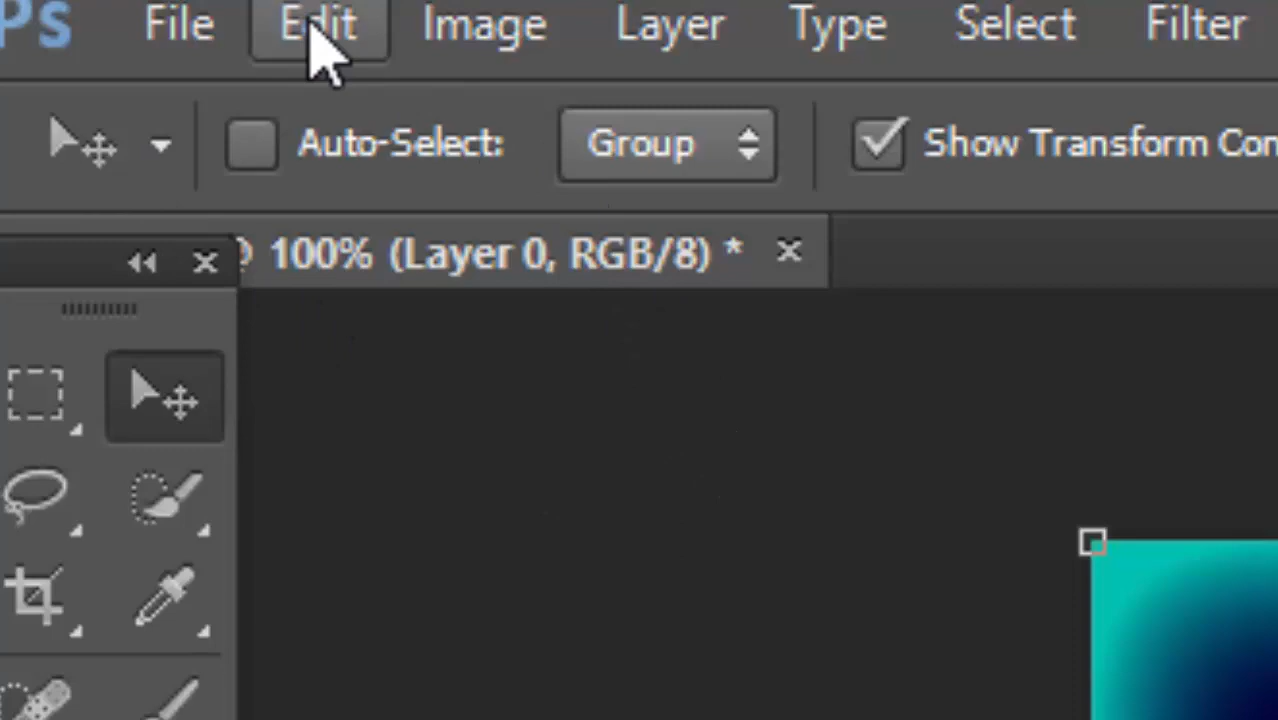 Ps File Edit Image Layer Type Select Filter
Auto-Select: Group Show Transform Con
100% (Layer 0, RGB/8) * ×